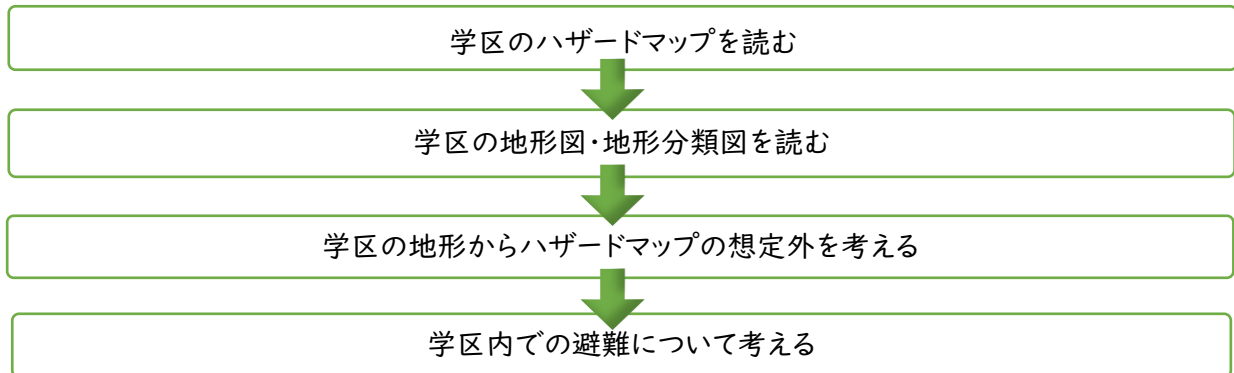 学区のハザードマップを読む
学区の地形図・地形分類図を読む
学区の地形からハザードマップの想定外を考える
学区内での避難について考える